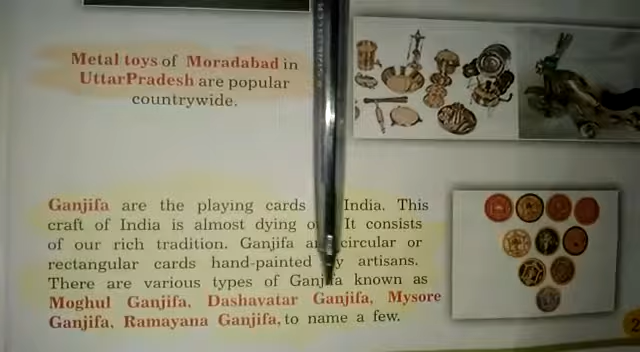 Metal toys of Moradabad in
UttarPradesh are popular
countrywide.
Ganjifa are the playing cards India. This
craft of India is almost dying It consists
of our rich tradition. Ganjifa circular or
rectangular cards hand-painted artisans.
There are various types of Ganjifa known as
Moghul Ganjifa, Dashavatar Ganjifa, Mysore
Ganjifa, Ramayana Ganjifa, to name a few.
2